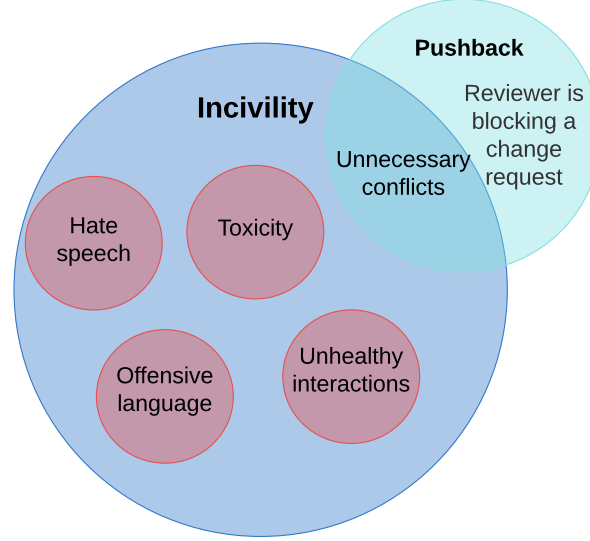 Pushback
Reviewer is
blocking a
change
request
Incivility
Unnecessary
conflicts
Hate
speech
Toxicity
Offensive
language
Unhealthy
interactions